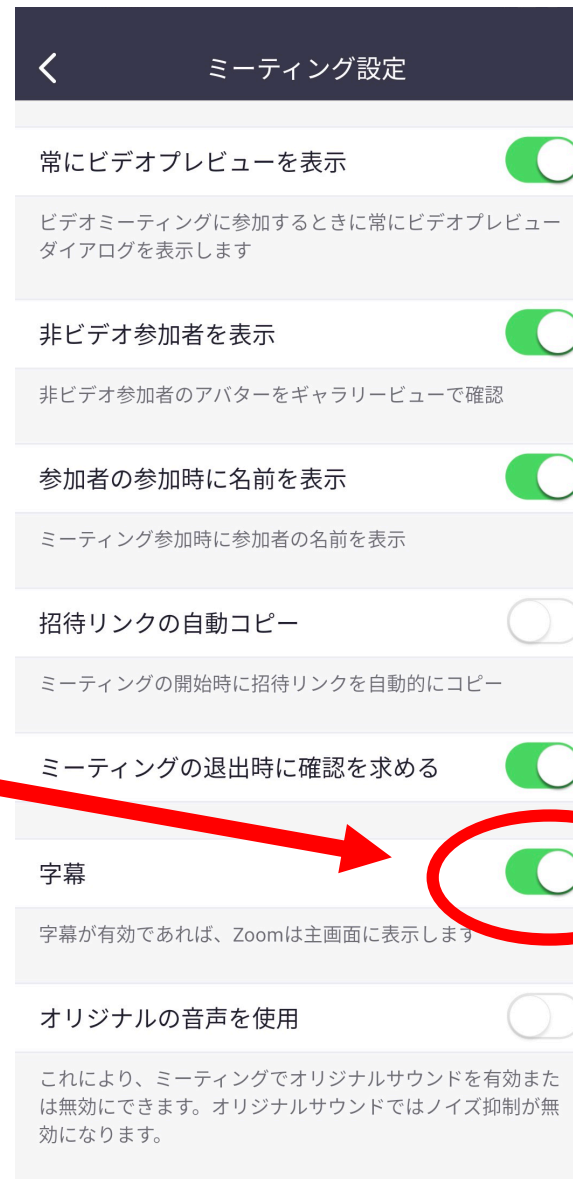 ミーティング設定
常にビデオプレビューを表示
ビデオミーティングに参加するときに常にビデオプレビュー
ダイアログを表示します
非ビデオ参加者を表示
非ビデオ参加者のアバターをギャラリービューで確認
参加者の参加時に名前を表示
ミーティング参加時に参加者の名前を表示
招待リンクの自動コピー
ミーティングの開始時に招待リンクを自動的にコピー
ミーティングの退出時に確認を求める
字幕
字幕が有効であれば、Zoomは主画面に表示します
オリジナルの音声を使用
これにより、ミーティングでオリジナルサウンドを有効また
は無効にできます。オリジナルサウンドではノイズ抑制が無
効になります。